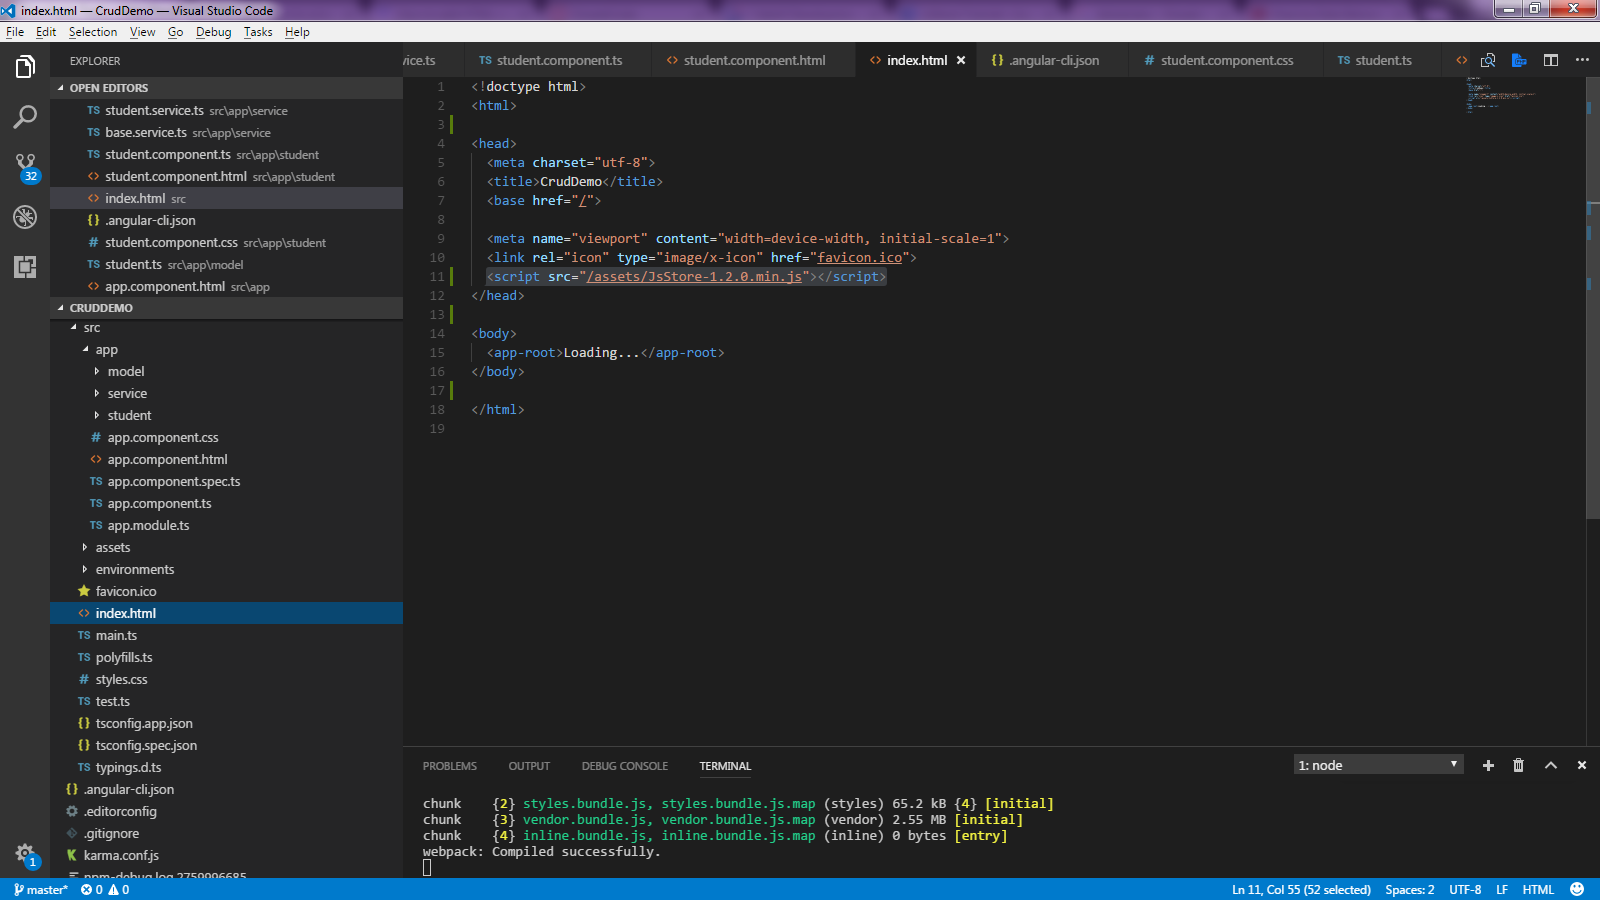 index.html — CrudDemo — Visual Studio Code
File Edit Selection View Go Debug Tasks Help
EXPLORER
vice.ts
TS student.component.ts
<> student.component.html
<> index.html ×
{} .angular-cli.json
# student.component.css
TS student.ts
<>
OPEN EDITORS
TS student.service.ts src\app\service
TS base.service.ts src\app\service
TS student.component.ts src\app\student
<> student.component.html src\app\student
<> index.html src
{} .angular-cli.json
# student.component.css src\app\student
TS student.ts src\app\model
<> app.component.html src\app
32
CRUDDEMO
src
app
model
service
student
# app.component.css
<> app.component.html
TS app.component.spec.ts
TS app.component.ts
TS app.module.ts
assets
environments
favicon.ico
<> index.html
TS main.ts
TS polyfills.ts
# styles.css
TS test.ts
{} tsconfig.app.json
{} tsconfig.spec.json
TS typings.d.ts
{} .angular-cli.json
.editorconfig
.gitignore
K karma.conf.js
npm-debug.log.2759996685
1
1 <!doctype html>
2 <html>
3
4 <head>
5 <meta charset="utf-8">
6 <title>CrudDemo</title>
7 <base href="/">
8
9 <meta name="viewport" content="width=device-width, initial-scale=1">
10 <link rel="icon" type="image/x-icon" href="favicon.ico">
11 <script src="/assets/JsStore-1.2.0.min.js"></script>
12 </head>
13
14 <body>
15 <app-root>Loading...</app-root>
16 </body>
17
18 </html>
19
PROBLEMS OUTPUT DEBUG CONSOLE TERMINAL
1: node
chunk {2} styles.bundle.js, styles.bundle.js.map (styles) 65.2 kB {4} [initial]
chunk {3} vendor.bundle.js, vendor.bundle.js.map (vendor) 2.55 MB [initial]
chunk {4} inline.bundle.js, inline.bundle.js.map (inline) 0 bytes [entry]
webpack: Compiled successfully.
master* 0 0
Ln 11, Col 55 (52 selected) Spaces: 2 UTF-8 LF HTML